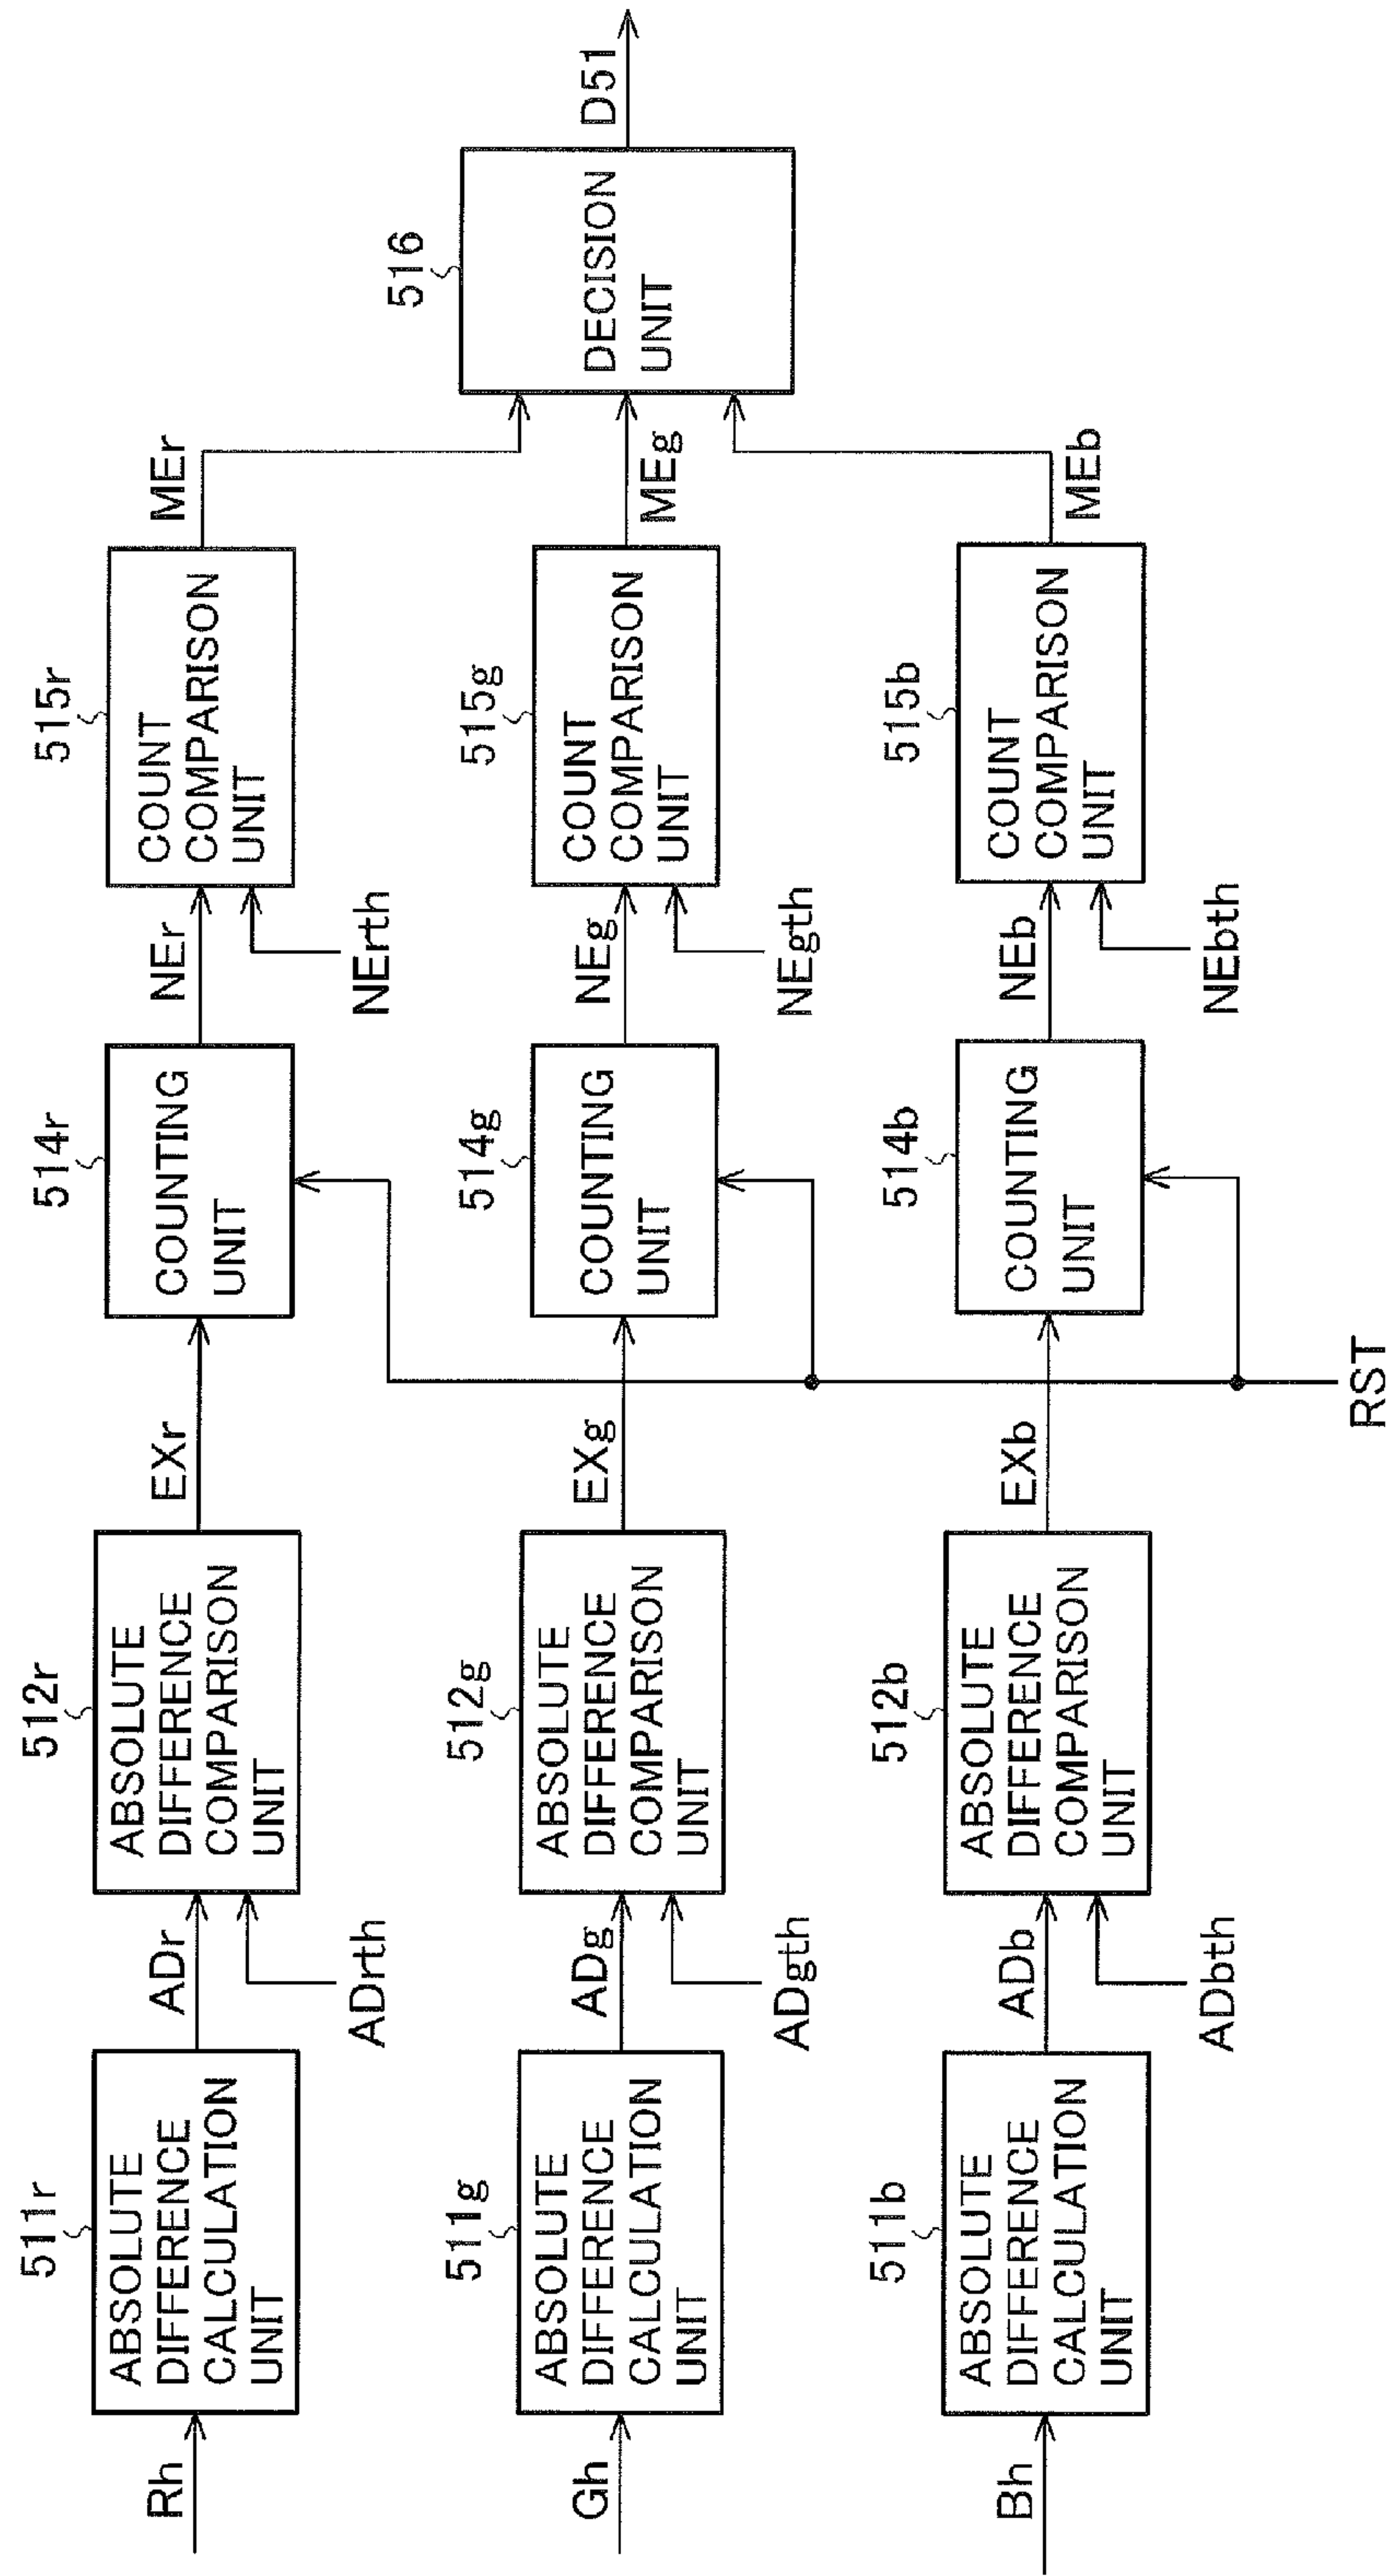 Rh
511r
ABSOLUTE
DIFFERENCE
CALCULATION
UNIT
ADr
ADrth
512r
ABSOLUTE
DIFFERENCE
COMPARISON
UNIT
EXr
514r
COUNTING
UNIT
NEr
NErth
515r
COUNT
COMPARISON
UNIT
MEr
Gh
511g
ABSOLUTE
DIFFERENCE
CALCULATION
UNIT
ADg
ADgth
512g
ABSOLUTE
DIFFERENCE
COMPARISON
UNIT
EXg
514g
COUNTING
UNIT
NEg
NEgth
515g
COUNT
COMPARISON
UNIT
MEg
516
DECISION
UNIT
D51
Bh
511b
ABSOLUTE
DIFFERENCE
CALCULATION
UNIT
ADb
ADbth
512b
ABSOLUTE
DIFFERENCE
COMPARISON
UNIT
EXb
514b
COUNTING
UNIT
NEb
NEbth
515b
COUNT
COMPARISON
UNIT
MEb
RST